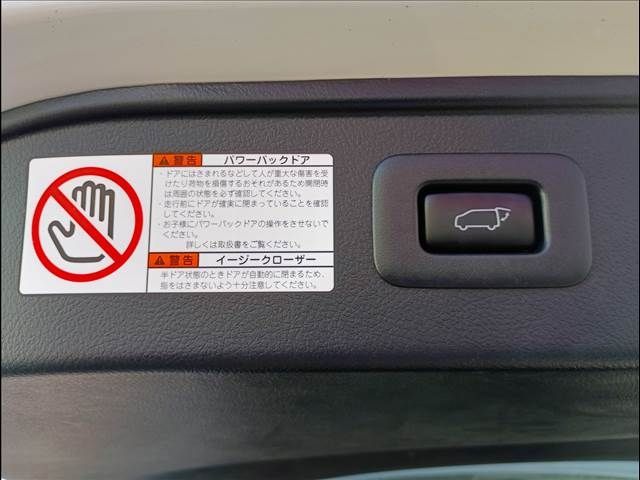 警告 パワーバックドア
・ドアにはさまれるなどして人が重大な傷害を受
けたり荷物を損傷するおそれがあるため開閉時
は周囲の状態を必ず確認してください。
・走行前にドアが確実に閉まっていることを確認
してください。
・お子様にパワーバックドアの操作をさせないで
ください。
詳しくは取扱書をご覧ください。
警告 イージークローザー
半ドア状態のときドアが自動的に閉まるため、
指をはさまないよう十分注意してください。